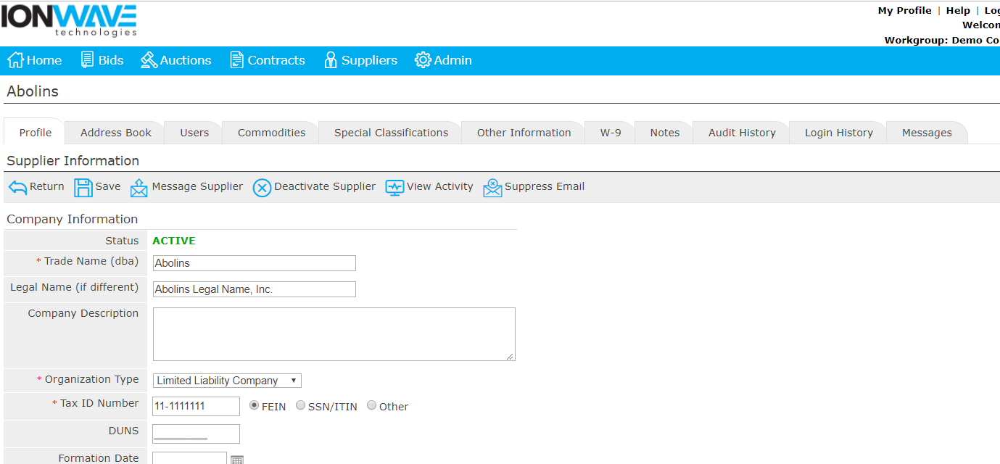 IONWAVE
technologies
My Profile | Help | Log
Welcom
Workgroup: Demo Co
Home Bids Auctions Contracts Suppliers Admin
Abolins
Profile Address Book Users Commodities Special Classifications Other Information W-9 Notes Audit History Login History Messages
Supplier Information
Return Save Message Supplier Deactivate Supplier View Activity Suppress Email
Company Information
Status ACTIVE
* Trade Name (dba) Abolins
Legal Name (if different) Abolins Legal Name, Inc.
Company Description
* Organization Type Limited Liability Company
* Tax ID Number 11-1111111 FEIN SSN/ITIN Other
DUNS _________
Formation Date